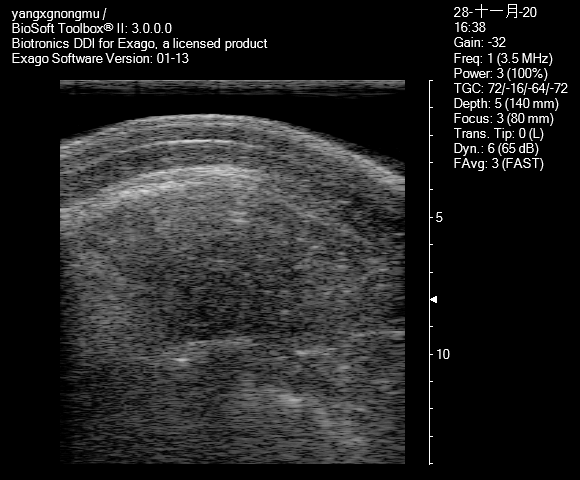 yangxgnongmu /
BioSoft Toolbox® II: 3.0.0.0
Biotronics DDI for Exago, a licensed product
Exago Software Version: 01-13
28-十一月-20
16:38
Gain: -32
Freq: 1 (3.5 MHz)
Power: 3 (100%)
TGC: 72/-16/-64/-72
Depth: 5 (140 mm)
Focus: 3 (80 mm)
Trans. Tip: 0 (L)
Dyn.: 6 (65 dB)
FAvg: 3 (FAST)
5
10